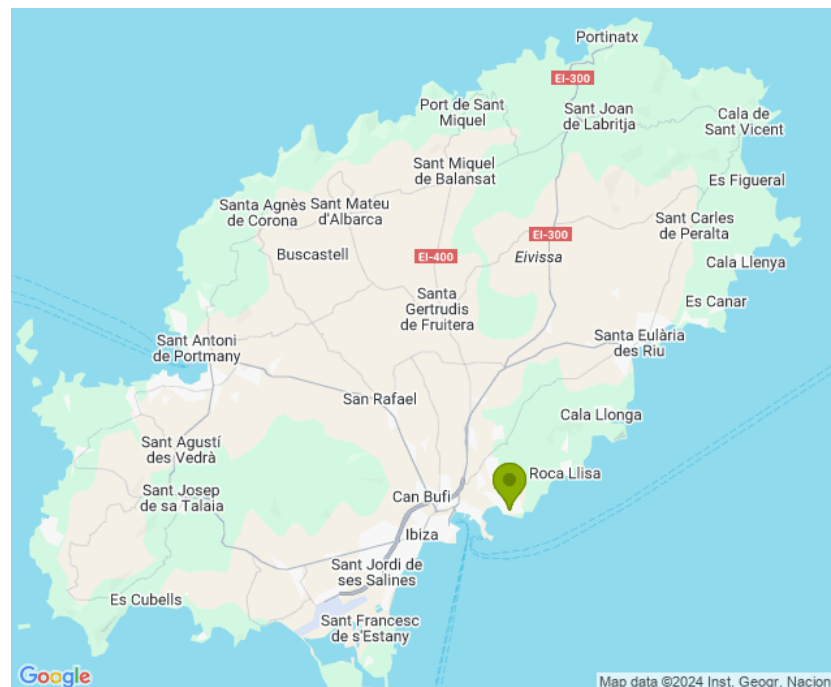 Portinatx
EI-300
Port de Sant
Miquel
Sant Joan
de Labritja
Cala de
Sant Vicent
Sant Miquel
de Balansat
Es Figueral
Santa Agnès
de Corona
Sant Mateu
d'Albarca
Sant Carles
de Peralta
EI-300
Buscastell
EI-400
Eivissa
Cala Llenya
Santa
Gertrudis
de Fruitera
Es Canar
Sant Antoni
de Portmany
Santa Eulària
des Riu
San Rafael
Cala Llonga
Sant Agustí
des Vedrà
Roca Llisa
Sant Josep
de sa Talaia
Can Bufi
Ibiza
Sant Jordi de
ses Salines
Es Cubells
Sant Francesc
de s'Estany
Google
Map data ©2024 Inst. Geogr. Nacion